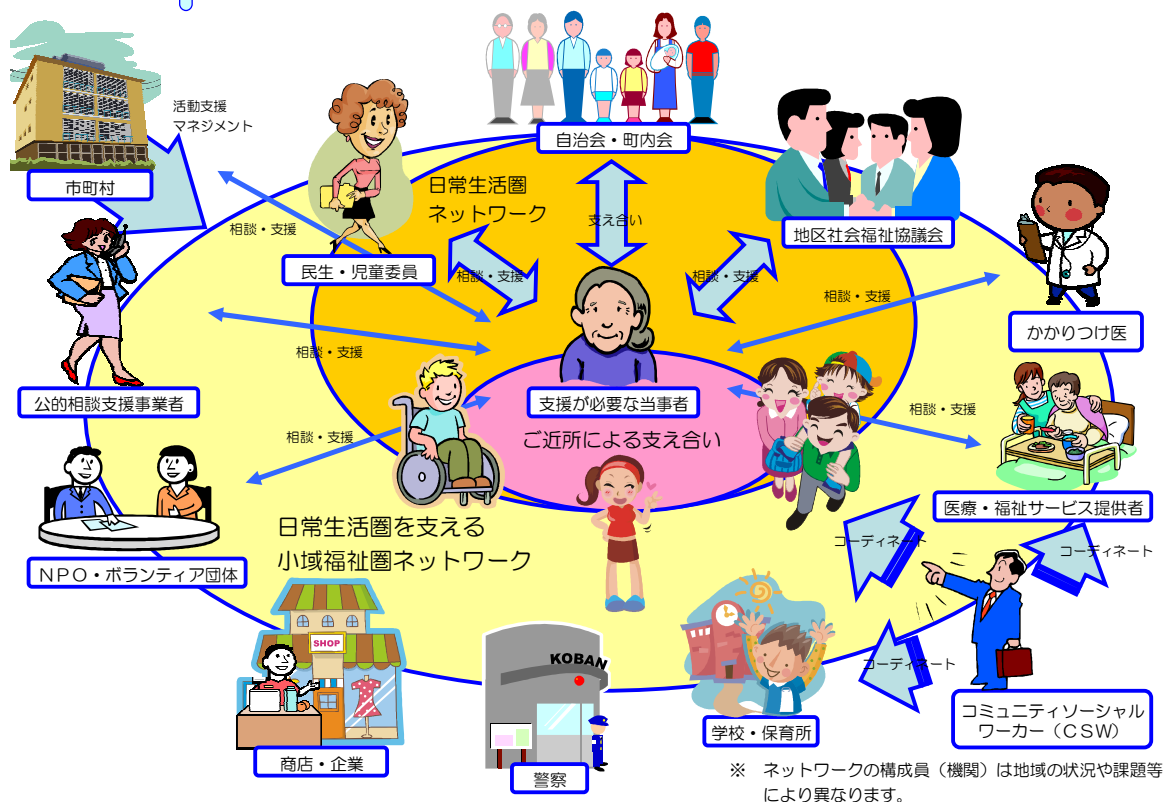 活動支援
マネジメント
市町村
自治会・町内会
日常生活圏
ネットワーク
支え合い
地区社会福祉協議会
相談・支援
民生・児童委員
相談・支援
相談・支援
相談・支援
かかりつけ医
相談・支援
公的相談支援事業者
支援が必要な当事者
相談・支援
相談・支援
ご近所による支え合い
医療・福祉サービス提供者
日常生活圏を支える
小域福祉圏ネットワーク
コーディネート
コーディネート
NPO・ボランティア団体
SHOP
KOBAN
コーディネート
コミュニティソーシャル
ワーカー(CSW)
学校・保育所
商店・企業
警察
※ ネットワークの構成員(機関)は地域の状況や課題等
により異なります。